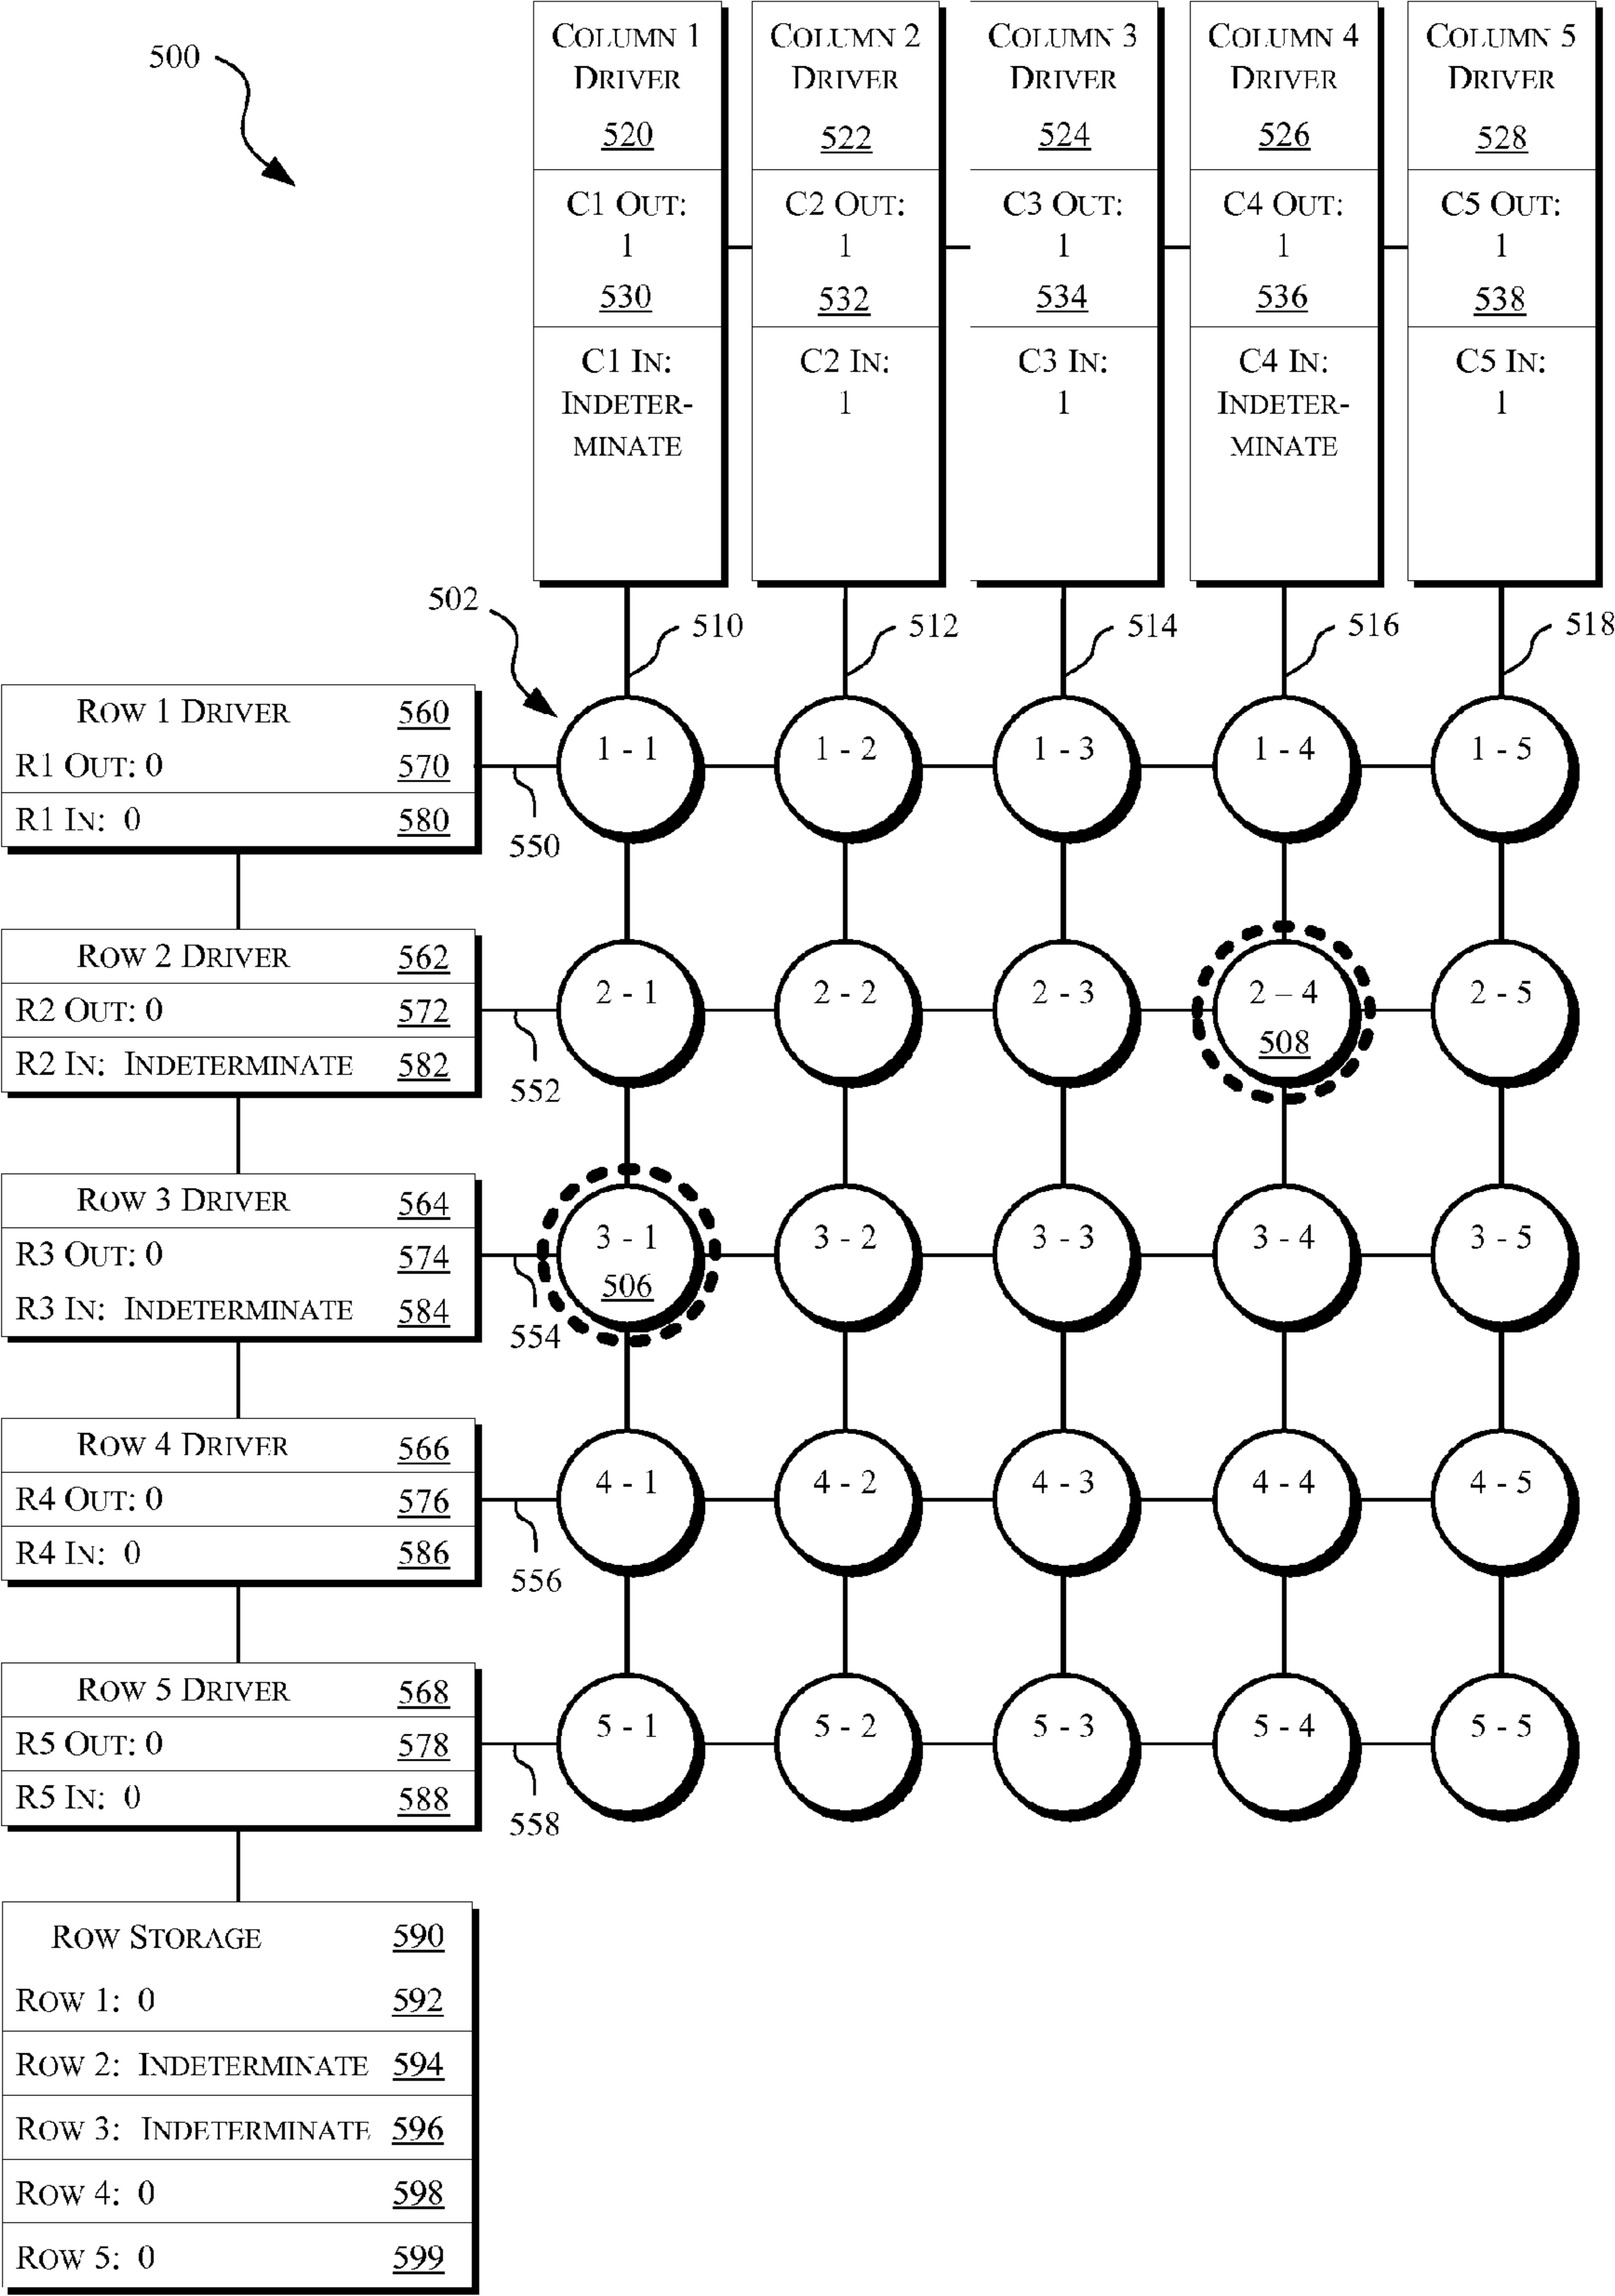 500
COLUMN 1
DRIVER
520
C1 OUT:
1
530
C1 IN:
INDETER-
MINATE
COLUMN 2
DRIVER
522
C2 OUT:
1
532
C2 IN:
1
COLUMN 3
DRIVER
524
C3 OUT:
1
534
C3 IN:
1
COLUMN 4
DRIVER
526
C4 OUT:
1
536
C4 IN:
INDETER-
MINATE
COLUMN 5
DRIVER
528
C5 OUT:
1
538
C5 IN:
1
502
510
512
514
516
518
ROW 1 DRIVER 560
R1 OUT: 0 570
R1 IN: 0 580
550
1 - 1
1 - 2
1 - 3
1 - 4
1 - 5
ROW 2 DRIVER 562
R2 OUT: 0 572
R2 IN: INDETERMINATE 582
552
2 - 1
2 - 2
2 - 3
2 – 4
508
2 - 5
ROW 3 DRIVER 564
R3 OUT: 0 574
R3 IN: INDETERMINATE 584
554
3 - 1
506
3 - 2
3 - 3
3 - 4
3 - 5
ROW 4 DRIVER 566
R4 OUT: 0 576
R4 IN: 0 586
556
4 - 1
4 - 2
4 - 3
4 - 4
4 - 5
ROW 5 DRIVER 568
R5 OUT: 0 578
R5 IN: 0 588
558
5 - 1
5 - 2
5 - 3
5 - 4
5 - 5
ROW STORAGE 590
ROW 1: 0 592
ROW 2: INDETERMINATE 594
ROW 3: INDETERMINATE 596
ROW 4: 0 598
ROW 5: 0 599